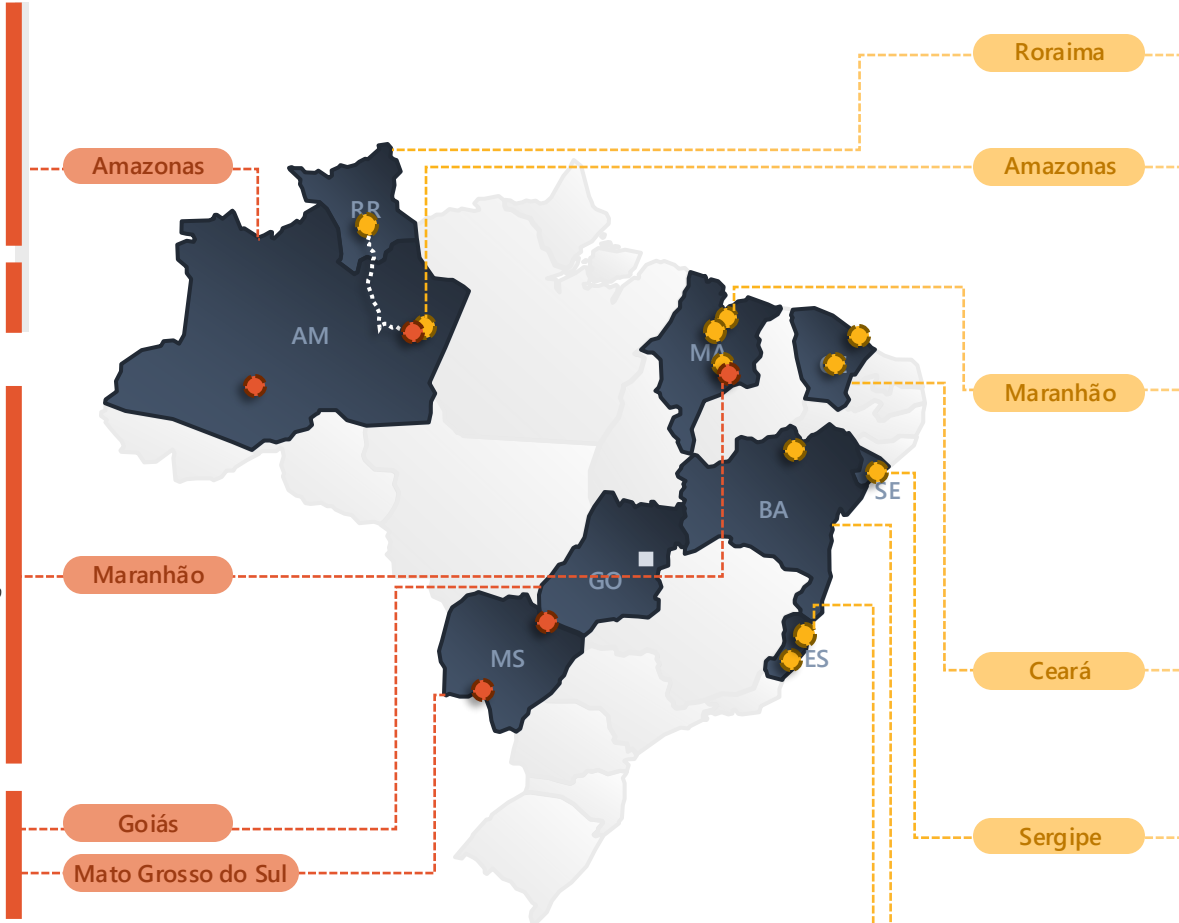 Roraima
Amazonas
Amazonas
RR
AM
MA
Maranhão
SE
BA
Maranhão
GO
MS
ES
Ceará
Goiás
Sergipe
Mato Grosso do Sul